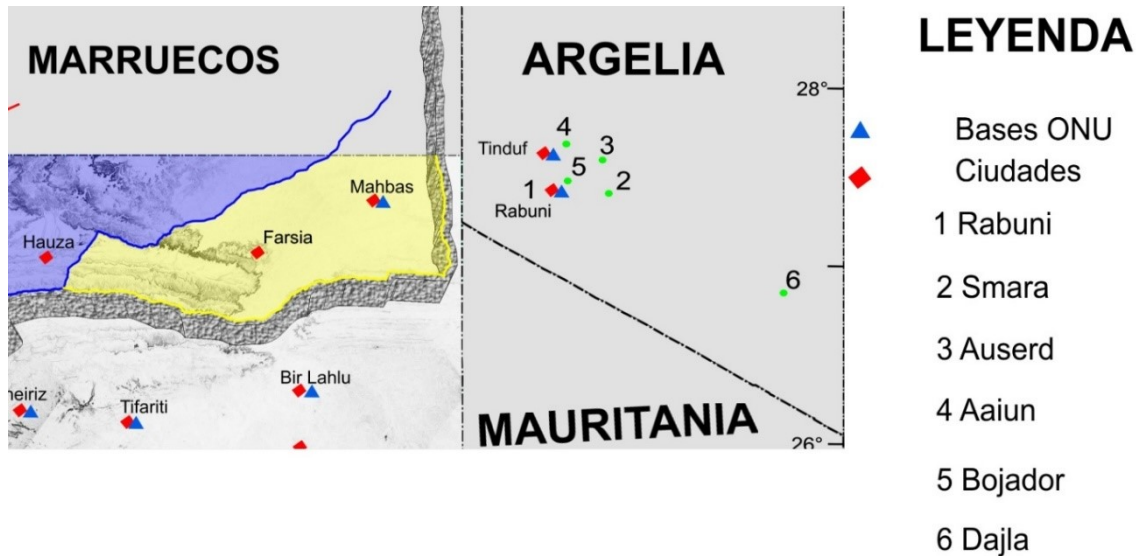 MARRUECOS
ARGELIA
28°
4
Tinduf
3
5
1
2
Rabuni
Mahbas
Hauza
Farsia
6
Bir Lahlu
Tifariti
MAURITANIA
26°
LEYENDA
Bases ONU
Ciudades
1 Rabuni
2 Smara
3 Auserd
4 Aaiun
5 Bojador
6 Dajla